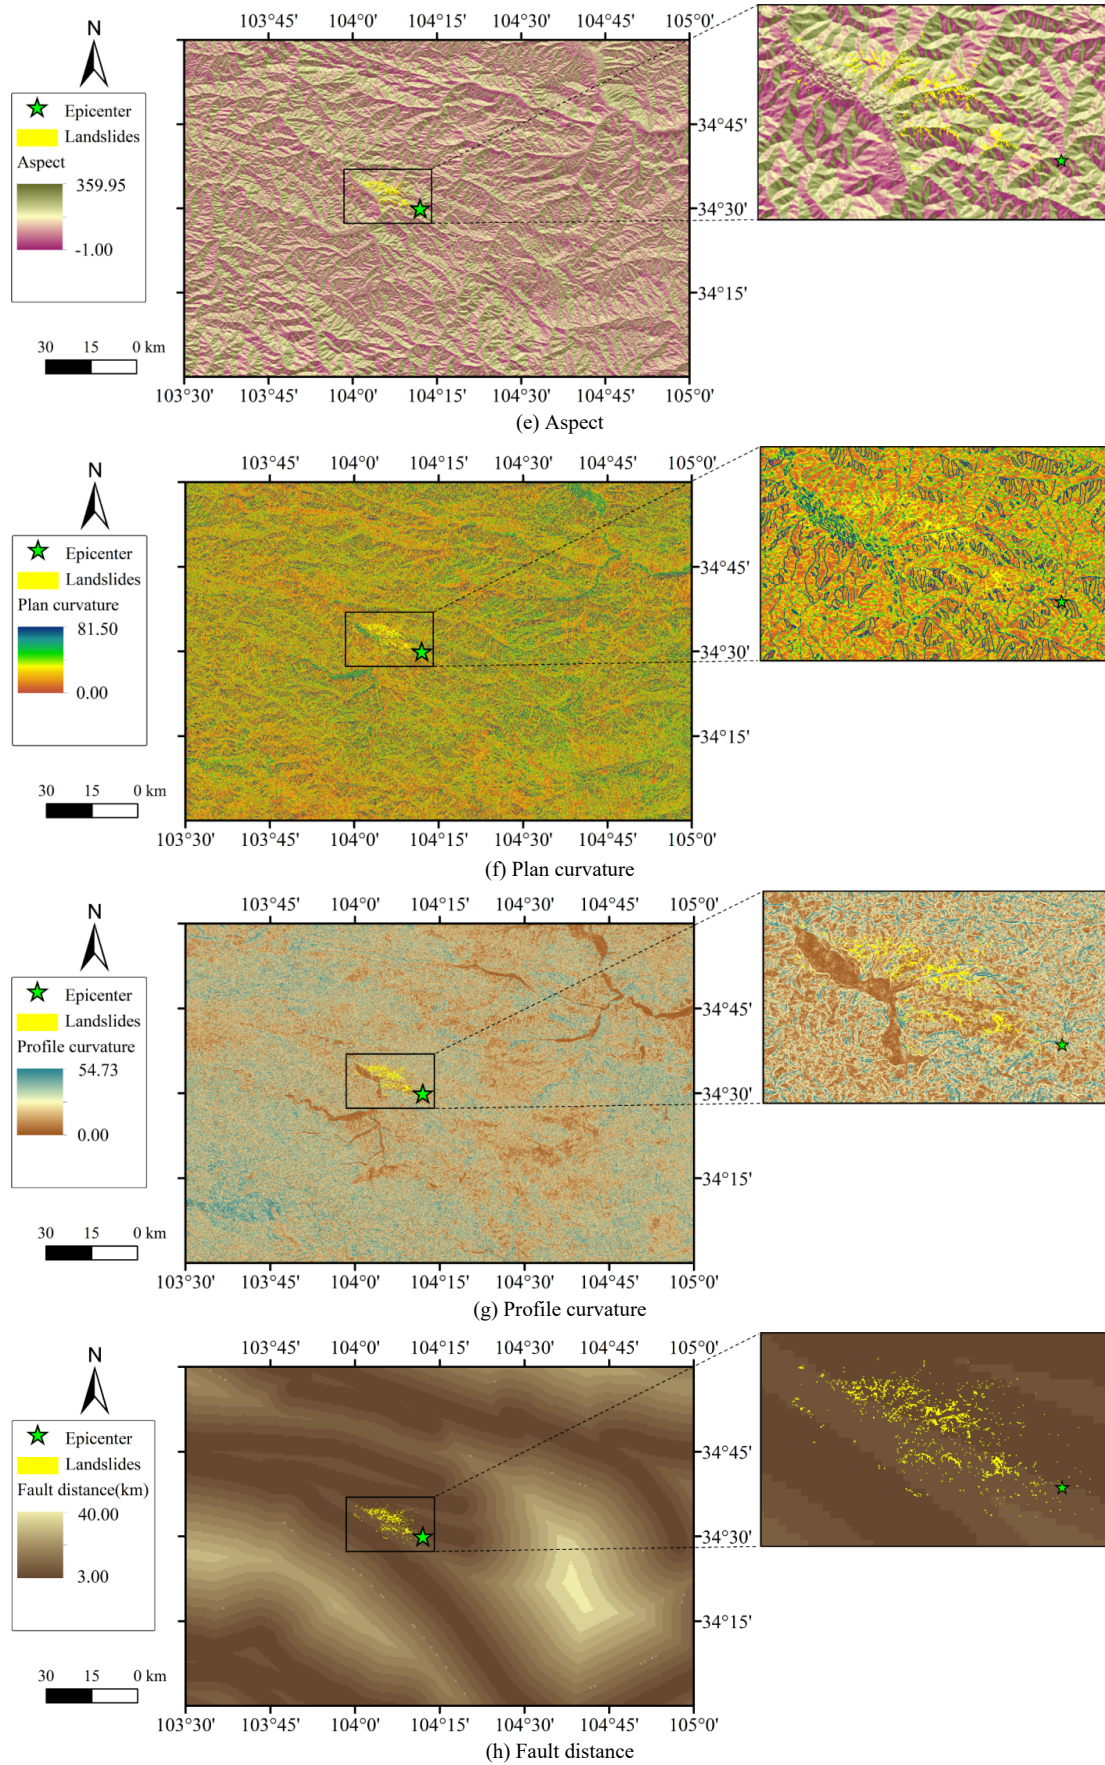 N
Epicenter
Landslides
Aspect
359.95
-1.00
30 15 0 km
103°45' 104°0' 104°15' 104°30' 104°45' 105°0'
34°45'
34°30'
34°15'
103°30' 103°45' 104°0' 104°15' 104°30' 104°45' 105°0'
(e) Aspect
N
Epicenter
Landslides
Plan curvature
81.50
0.00
30 15 0 km
103°45' 104°0' 104°15' 104°30' 104°45' 105°0'
34°45'
34°30'
34°15'
103°30' 103°45' 104°0' 104°15' 104°30' 104°45' 105°0'
(f) Plan curvature
N
Epicenter
Landslides
Profile curvature
54.73
0.00
30 15 0 km
103°45' 104°0' 104°15' 104°30' 104°45' 105°0'
34°45'
34°30'
34°15'
103°30' 103°45' 104°0' 104°15' 104°30' 104°45' 105°0'
(g) Profile curvature
N
Epicenter
Landslides
Fault distance(km)
40.00
3.00
30 15 0 km
103°45' 104°0' 104°15' 104°30' 104°45' 105°0'
34°45'
34°30'
34°15'
103°30' 103°45' 104°0' 104°15' 104°30' 104°45' 105°0'
(h) Fault distance